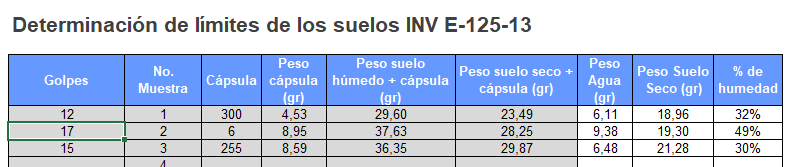 Determinación de límites de los suelos INV E-125-13
Golpes | No. Muestra | Cápsula | Peso cápsula (gr) | Peso suelo húmedo + cápsula (gr) | Peso suelo seco + cápsula (gr) | Peso Agua (gr) | Peso Suelo Seco (gr) | % de humedad
12 | 1 | 300 | 4,53 | 29,60 | 23,49 | 6,11 | 18,96 | 32%
17 | 2 | 6 | 8,95 | 37,63 | 28,25 | 9,38 | 19,30 | 49%
15 | 3 | 255 | 8,59 | 36,35 | 29,87 | 6,48 | 21,28 | 30%
4